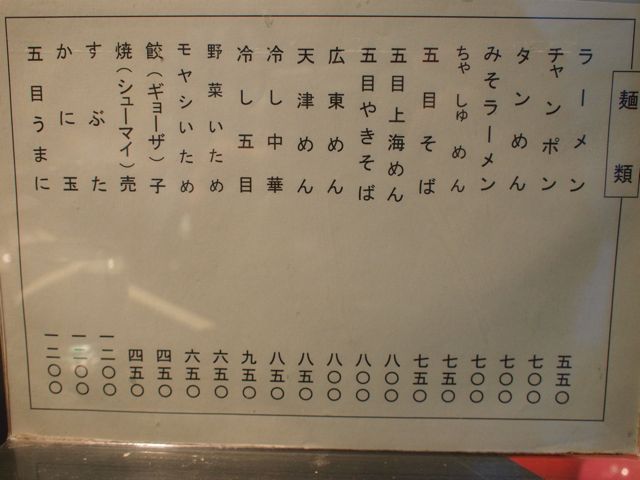 麺類
ラーメン 五五〇
チャンポン 七〇〇
タンめん 七〇〇
みそラーメン 七〇〇
ちゃしゅめん 七五〇
五目そば 七五〇
五目上海めん 八〇〇
五目やきそば 八〇〇
広東めん 八〇〇
天津めん 八五〇
冷し中華 八五〇
冷し五目 九五〇
野菜いため 六五〇
モヤシいため 六五〇
餃(ギョーザ)子 四五〇
焼(シューマイ)売 四五〇
すぶた 一二〇〇
かに玉 一二〇〇
五目うまに 一二〇〇